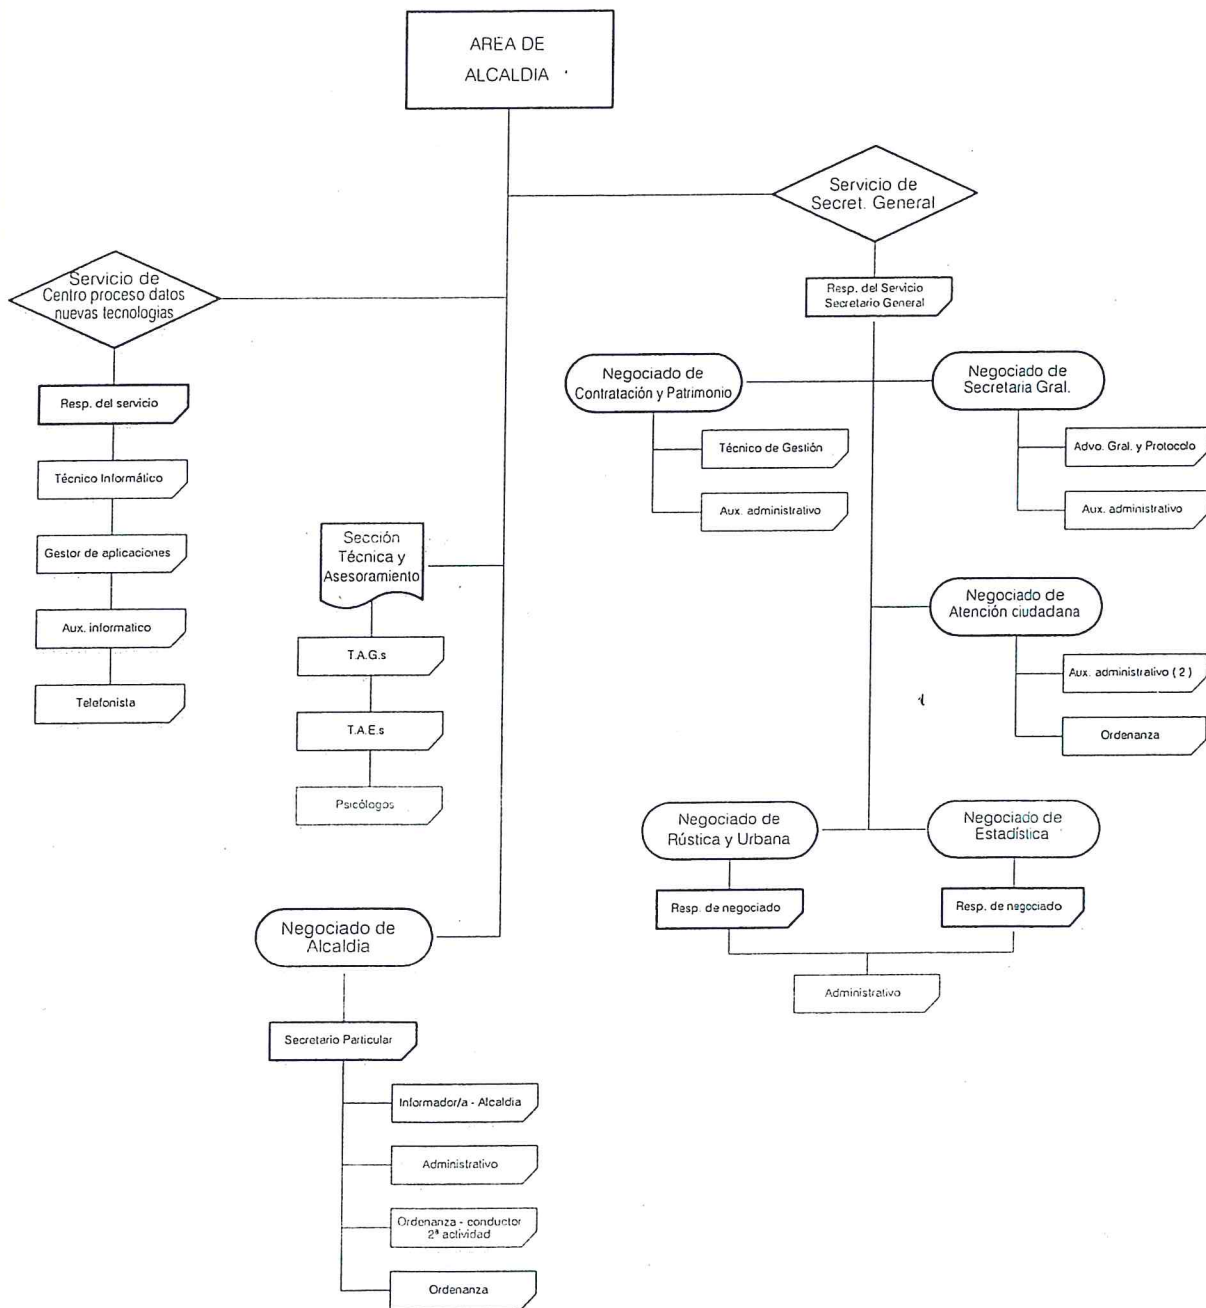 AREA DE
ALCALDIA
Servicio de
Secret. General
Resp. del Servicio
Secretario General
Servicio de
Centro proceso datos
nuevas tecnologias
Resp. del servicio
Técnico Informático
Gestor de aplicaciones
Aux. informatico
Telefonista
Negociado de
Contratación y Patrimonio
Técnico de Gestión
Aux. administrativo
Negociado de
Secretaria Gral.
Advo. Gral. y Protocolo
Aux. administrativo
Sección
Técnica y
Asesoramiento
T.A.G.s
T.A.E.s
Psicólogos
Negociado de
Atención ciudadana
Aux. administrativo ( 2 )
Ordenanza
Negociado de
Rústica y Urbana
Resp. de negociado
Negociado de
Estadística
Resp. de negociado
Administrativo
Negociado de
Alcaldia
Secretario Particular
Informador/a - Alcaldia
Administrativo
Ordenanza - conductor
2ª actividad
Ordenanza